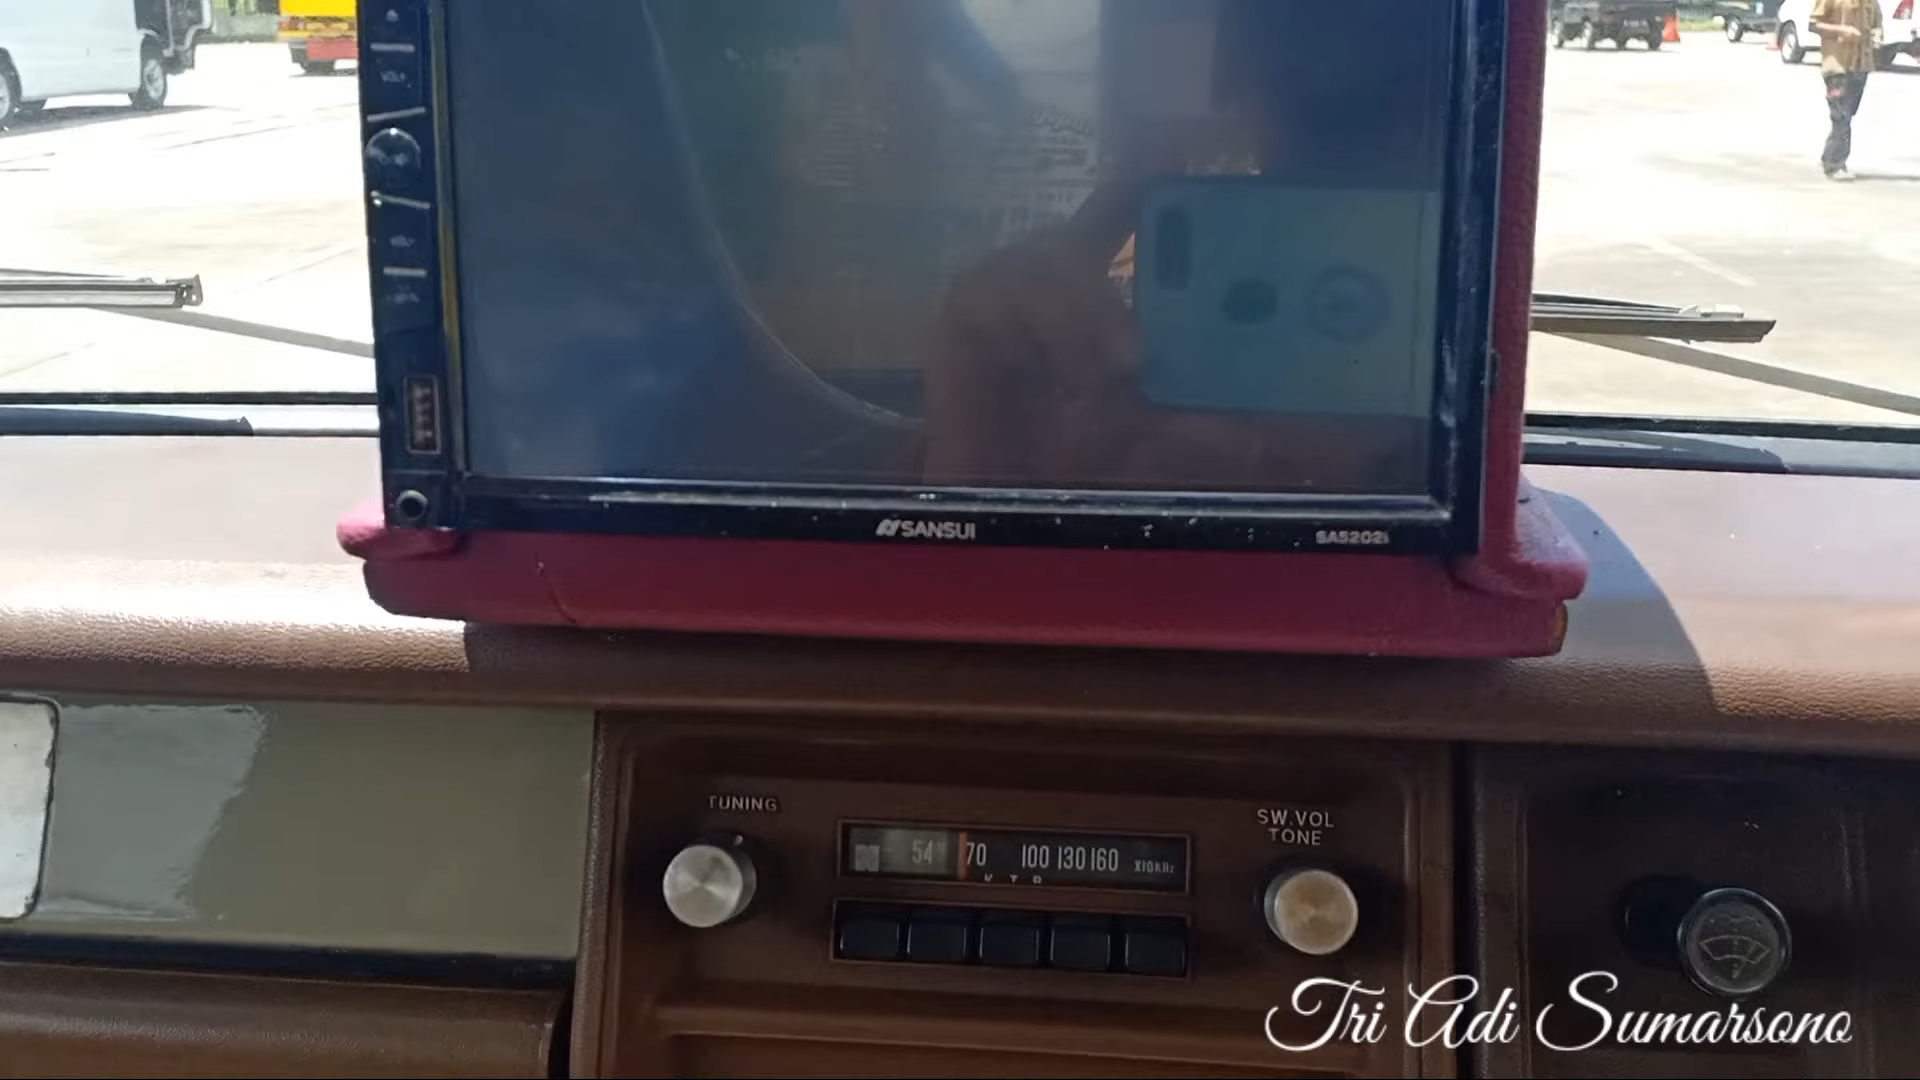 VOL+
VOL-
SANSUI
SA5202i
TUNING
54 70 100 130 160 X10KHz
K T R
SW.VOL
TONE
Tri Adi Sumarsono